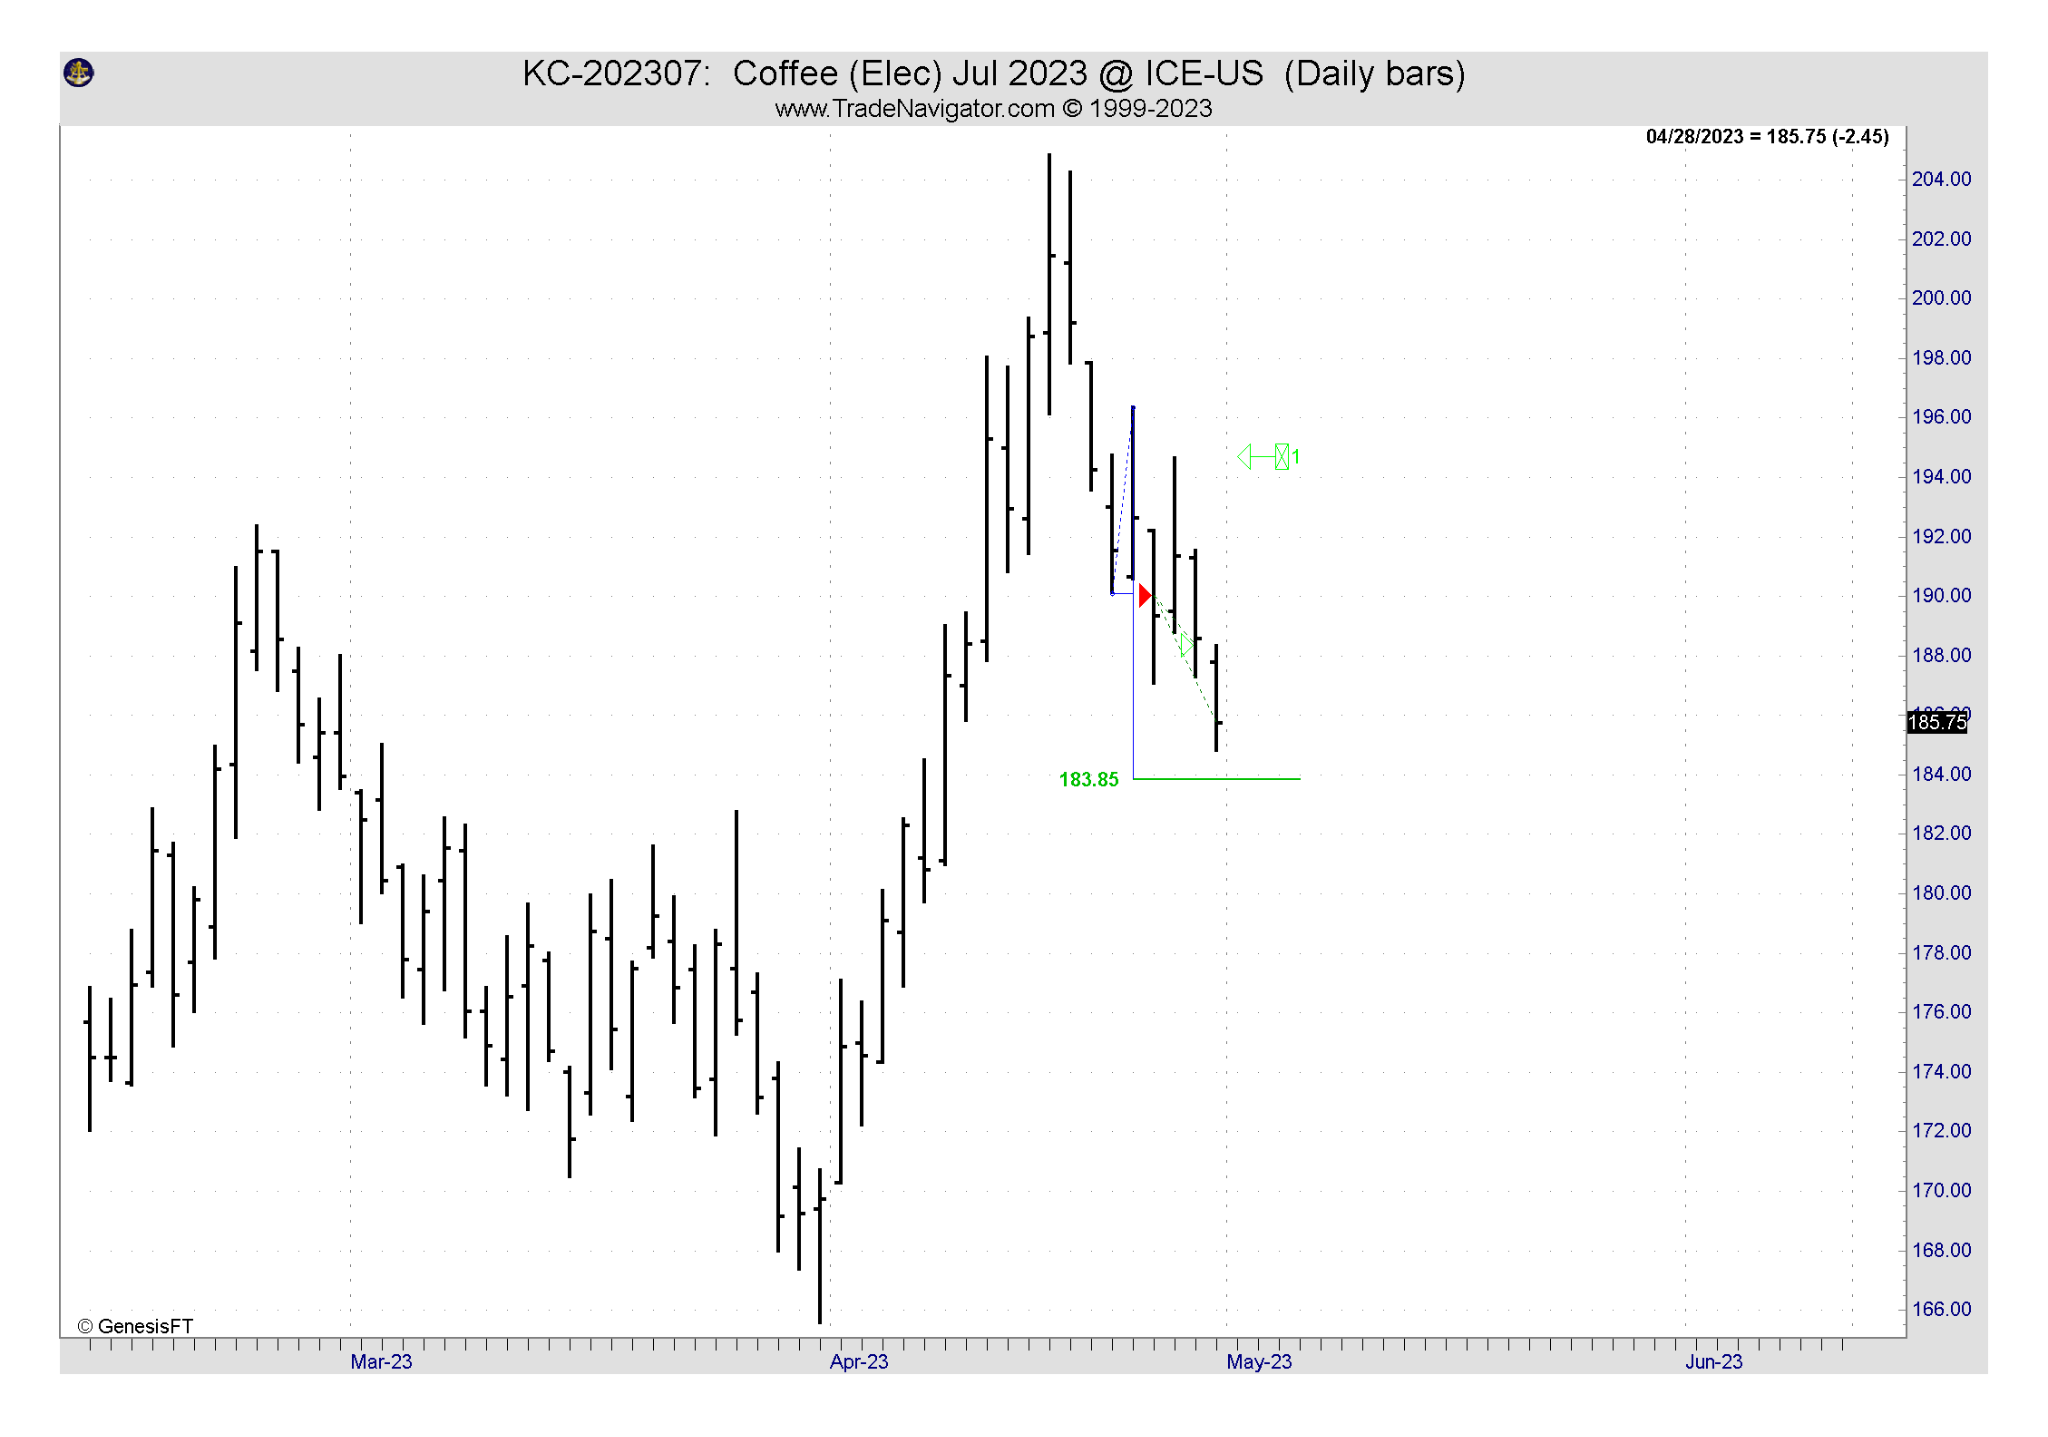 KC-202307:  Coffee (Elec) Jul 2023 @ ICE-US  (Daily bars)
www.TradeNavigator.com © 1999-2023
04/28/2023 = 185.75 (-2.45)
204.00
202.00
200.00
198.00
196.00
1
194.00
192.00
190.00
188.00
186.00
185.75
183.85
184.00
182.00
180.00
178.00
176.00
174.00
172.00
170.00
168.00
166.00
© GenesisFT
Mar-23
Apr-23
May-23
Jun-23